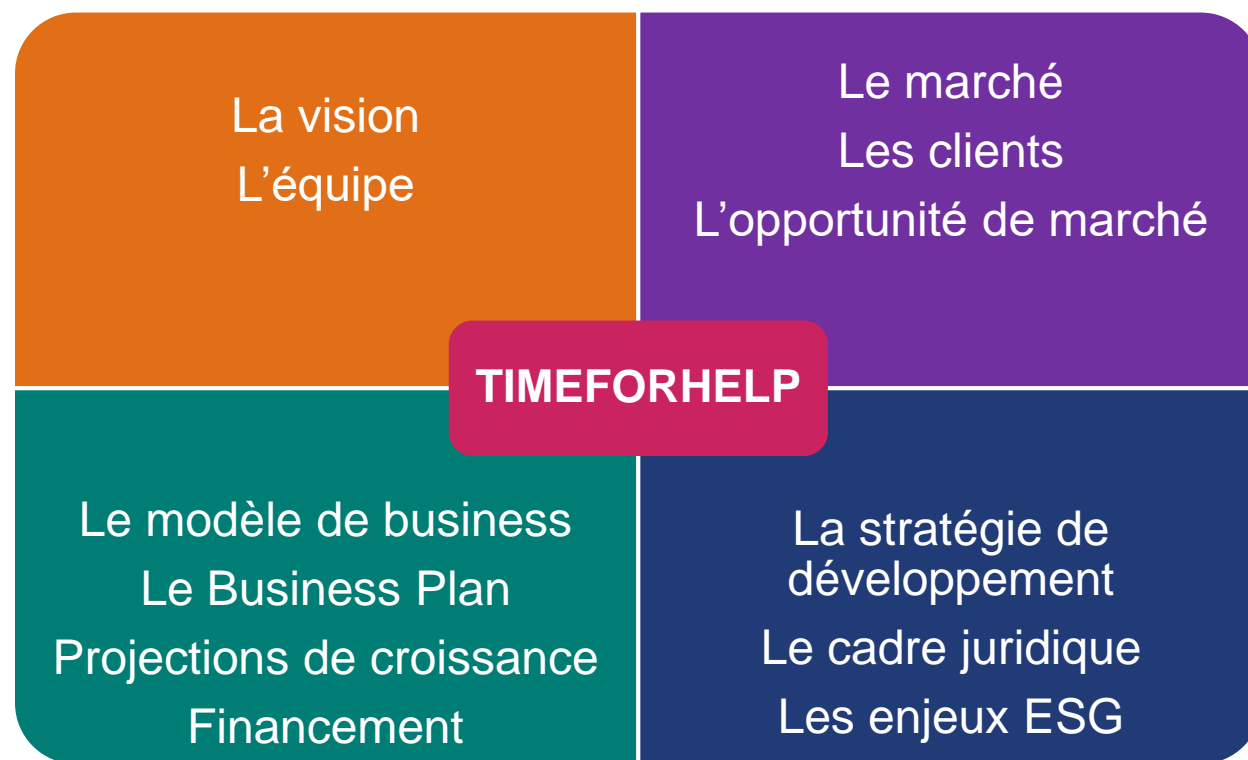 La vision
L’équipe
Le marché
Les clients
L’opportunité de marché
TIMEFORHELP
Le modèle de business
Le Business Plan
Projections de croissance
Financement
La stratégie de
développement
Le cadre juridique
Les enjeux ESG